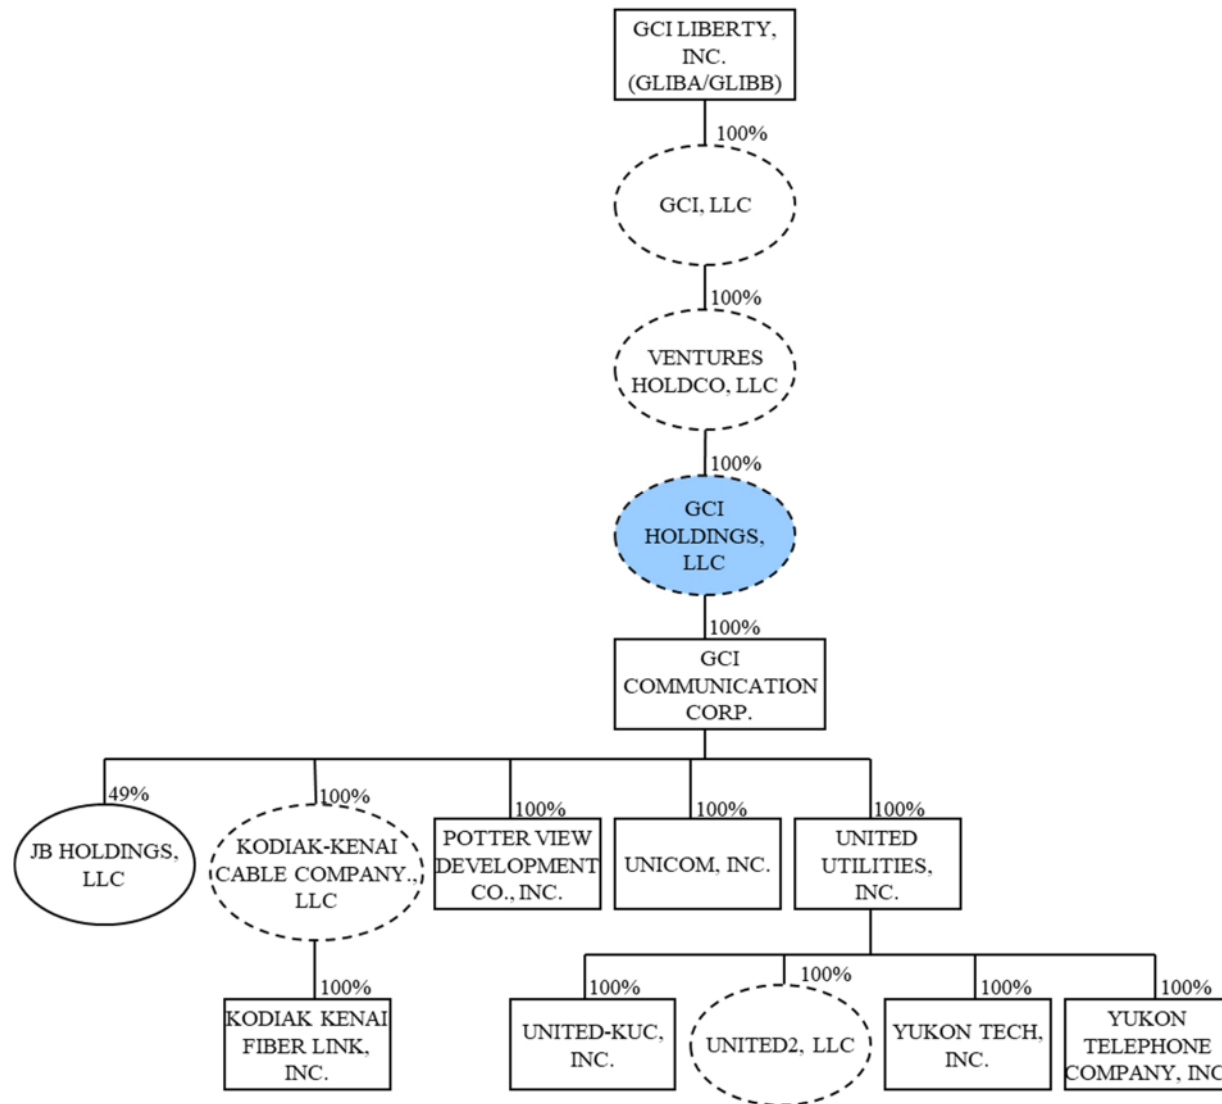 GCI LIBERTY,
INC.
(GLIBA/GLIBB)
100%
GCI, LLC
100%
VENTURES
HOLDCO, LLC
100%
GCI
HOLDINGS,
LLC
100%
GCI
COMMUNICATION
CORP.
49%
JB HOLDINGS,
LLC
100%
KODIAK-KENAI
CABLE COMPANY.,
LLC
100%
POTTER VIEW
DEVELOPMENT
CO., INC.
100%
UNICOM, INC.
100%
UNITED
UTILITIES,
INC.
100%
KODIAK KENAI
FIBER LINK,
INC.
100%
UNITED-KUC,
INC.
100%
UNITED2, LLC
100%
YUKON TECH,
INC.
100%
YUKON
TELEPHONE
COMPANY, INC